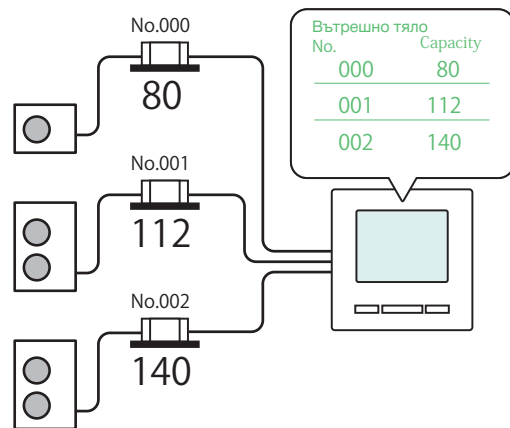 No.000
80
No.001
112
No.002
140
Вътрешно тяло
No. Capacity
000 80
001 112
002 140